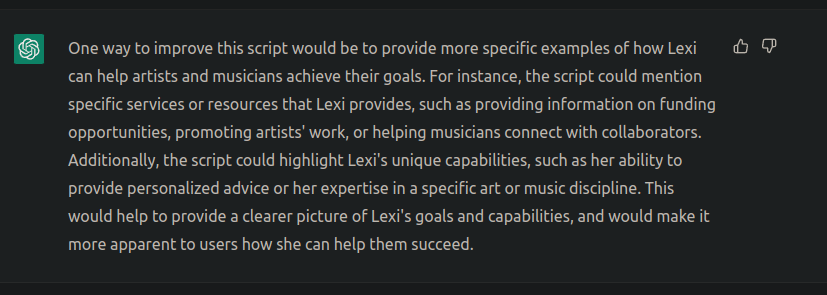 One way to improve this script would be to provide more specific examples of how Lexi
can help artists and musicians achieve their goals. For instance, the script could mention
specific services or resources that Lexi provides, such as providing information on funding
opportunities, promoting artists' work, or helping musicians connect with collaborators.
Additionally, the script could highlight Lexi's unique capabilities, such as her ability to
provide personalized advice or her expertise in a specific art or music discipline. This
would help to provide a clearer picture of Lexi's goals and capabilities, and would make it
more apparent to users how she can help them succeed.